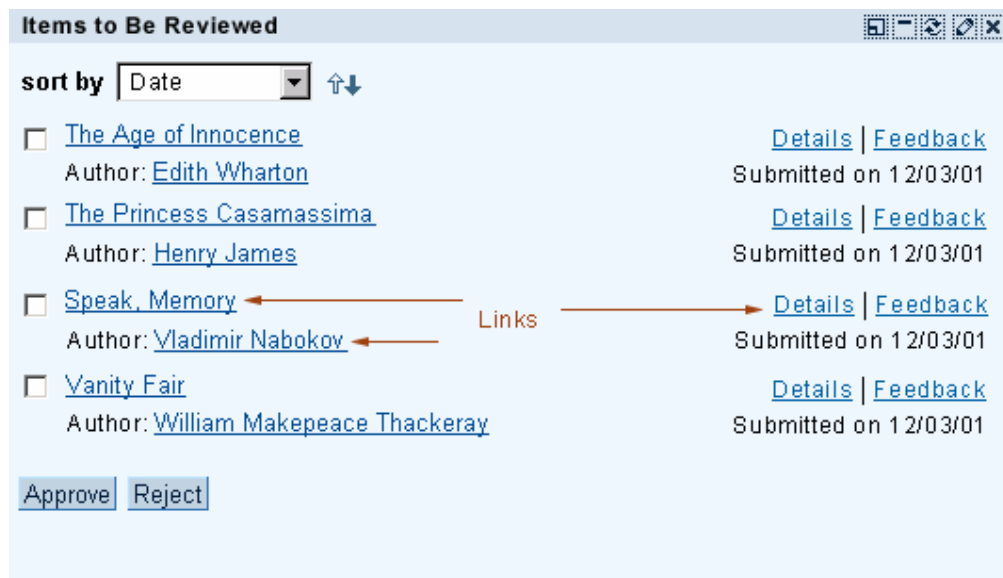 Items to Be Reviewed
sort by Date
The Age of Innocence Details | Feedback
Author: Edith Wharton Submitted on 12/03/01
The Princess Casamassima Details | Feedback
Author: Henry James Submitted on 12/03/01
Speak, Memory Details | Feedback
Links
Author: Vladimir Nabokov Submitted on 12/03/01
Vanity Fair Details | Feedback
Author: William Makepeace Thackeray Submitted on 12/03/01
Approve Reject